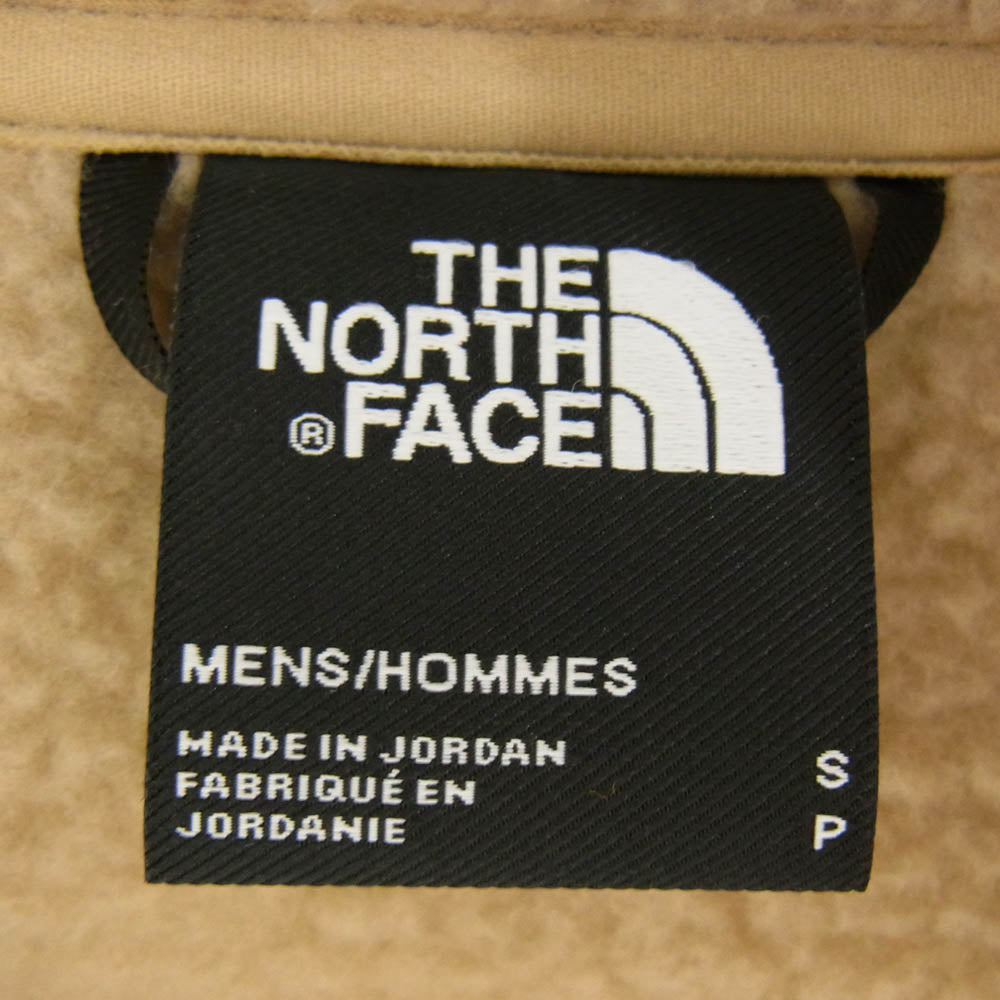 THE
NORTH
® FACE
MENS/HOMMES
MADE IN JORDAN
FABRIQUÉ EN
JORDANIE
S
P